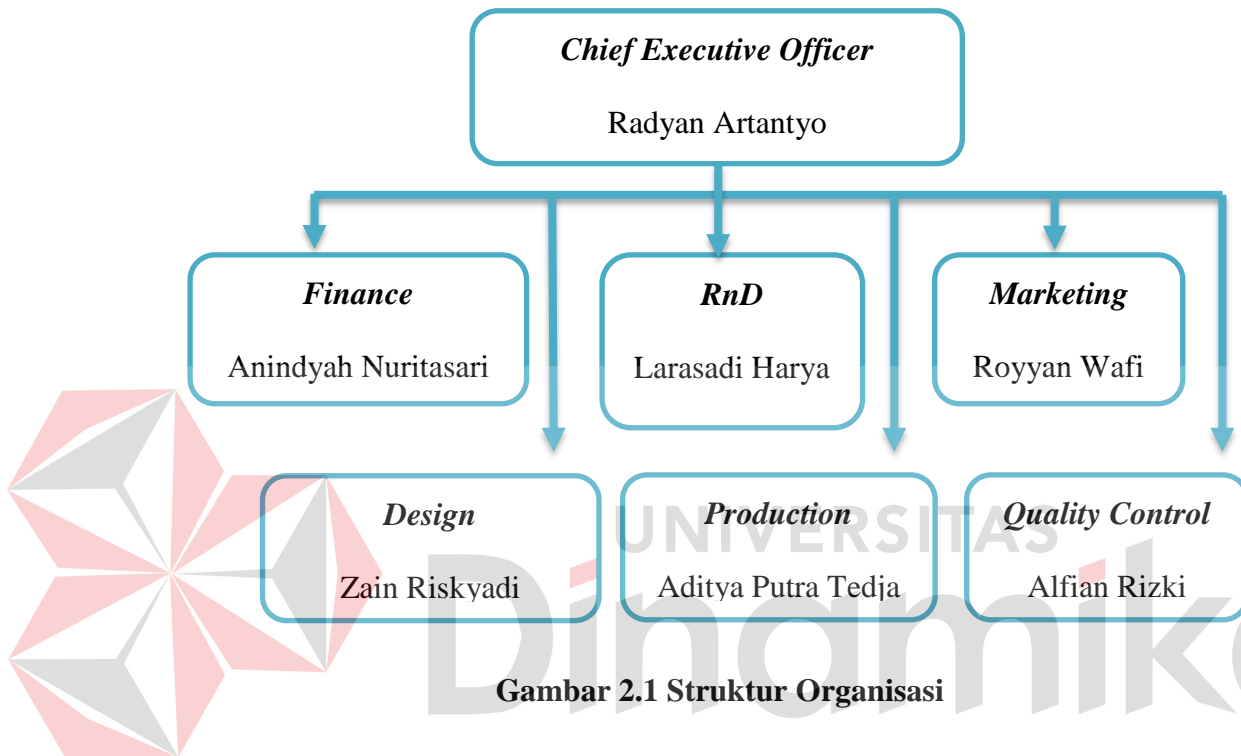 Chief Executive Officer
Radyan Artantyo
Finance
Anindyah Nuritasari
RnD
Larasadi Harya
Marketing
Royyan Wafi
Design
Zain Riskyadi
Production
Aditya Putra Tedja
Quality Control
Alfian Rizki
UNIVERSITAS
Dinamika
Gambar 2.1 Struktur Organisasi